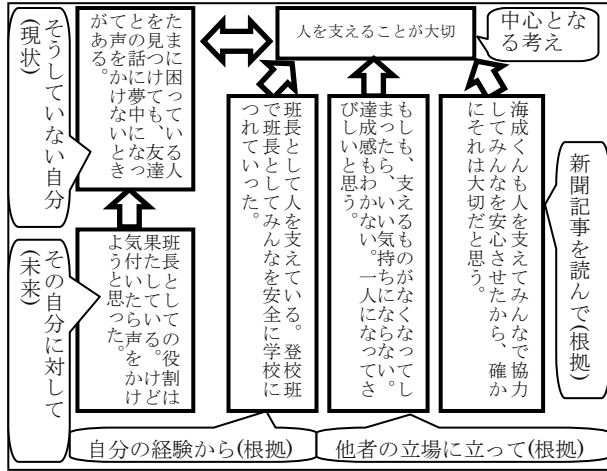 中心とな
る考え
人を支えることが大切
新聞記事を読んで(根拠)
海成くんも人を支えてみんなで協力
してみんなを安心させたから、確か
にそれは大切だと思う。
もしも、支えるものがなくなってし
まったら、いい気持ちにならない。
達成感もわかない。一人になってさ
びしいと思う。
他者の立場に立って(根拠)
班長として人を支えている。登校班
で班長としてみんなを安全に学校に
つれていった。
自分の経験から(根拠)
たまに困っている人
を見つけても、友達
との話に夢中になっ
て声をかけないとき
がある。
そうしていない自分
(現状)
班長としての役割は
果たしている。けど
気付いたら声をかけ
ようと思った。
その自分に対して
(未来)